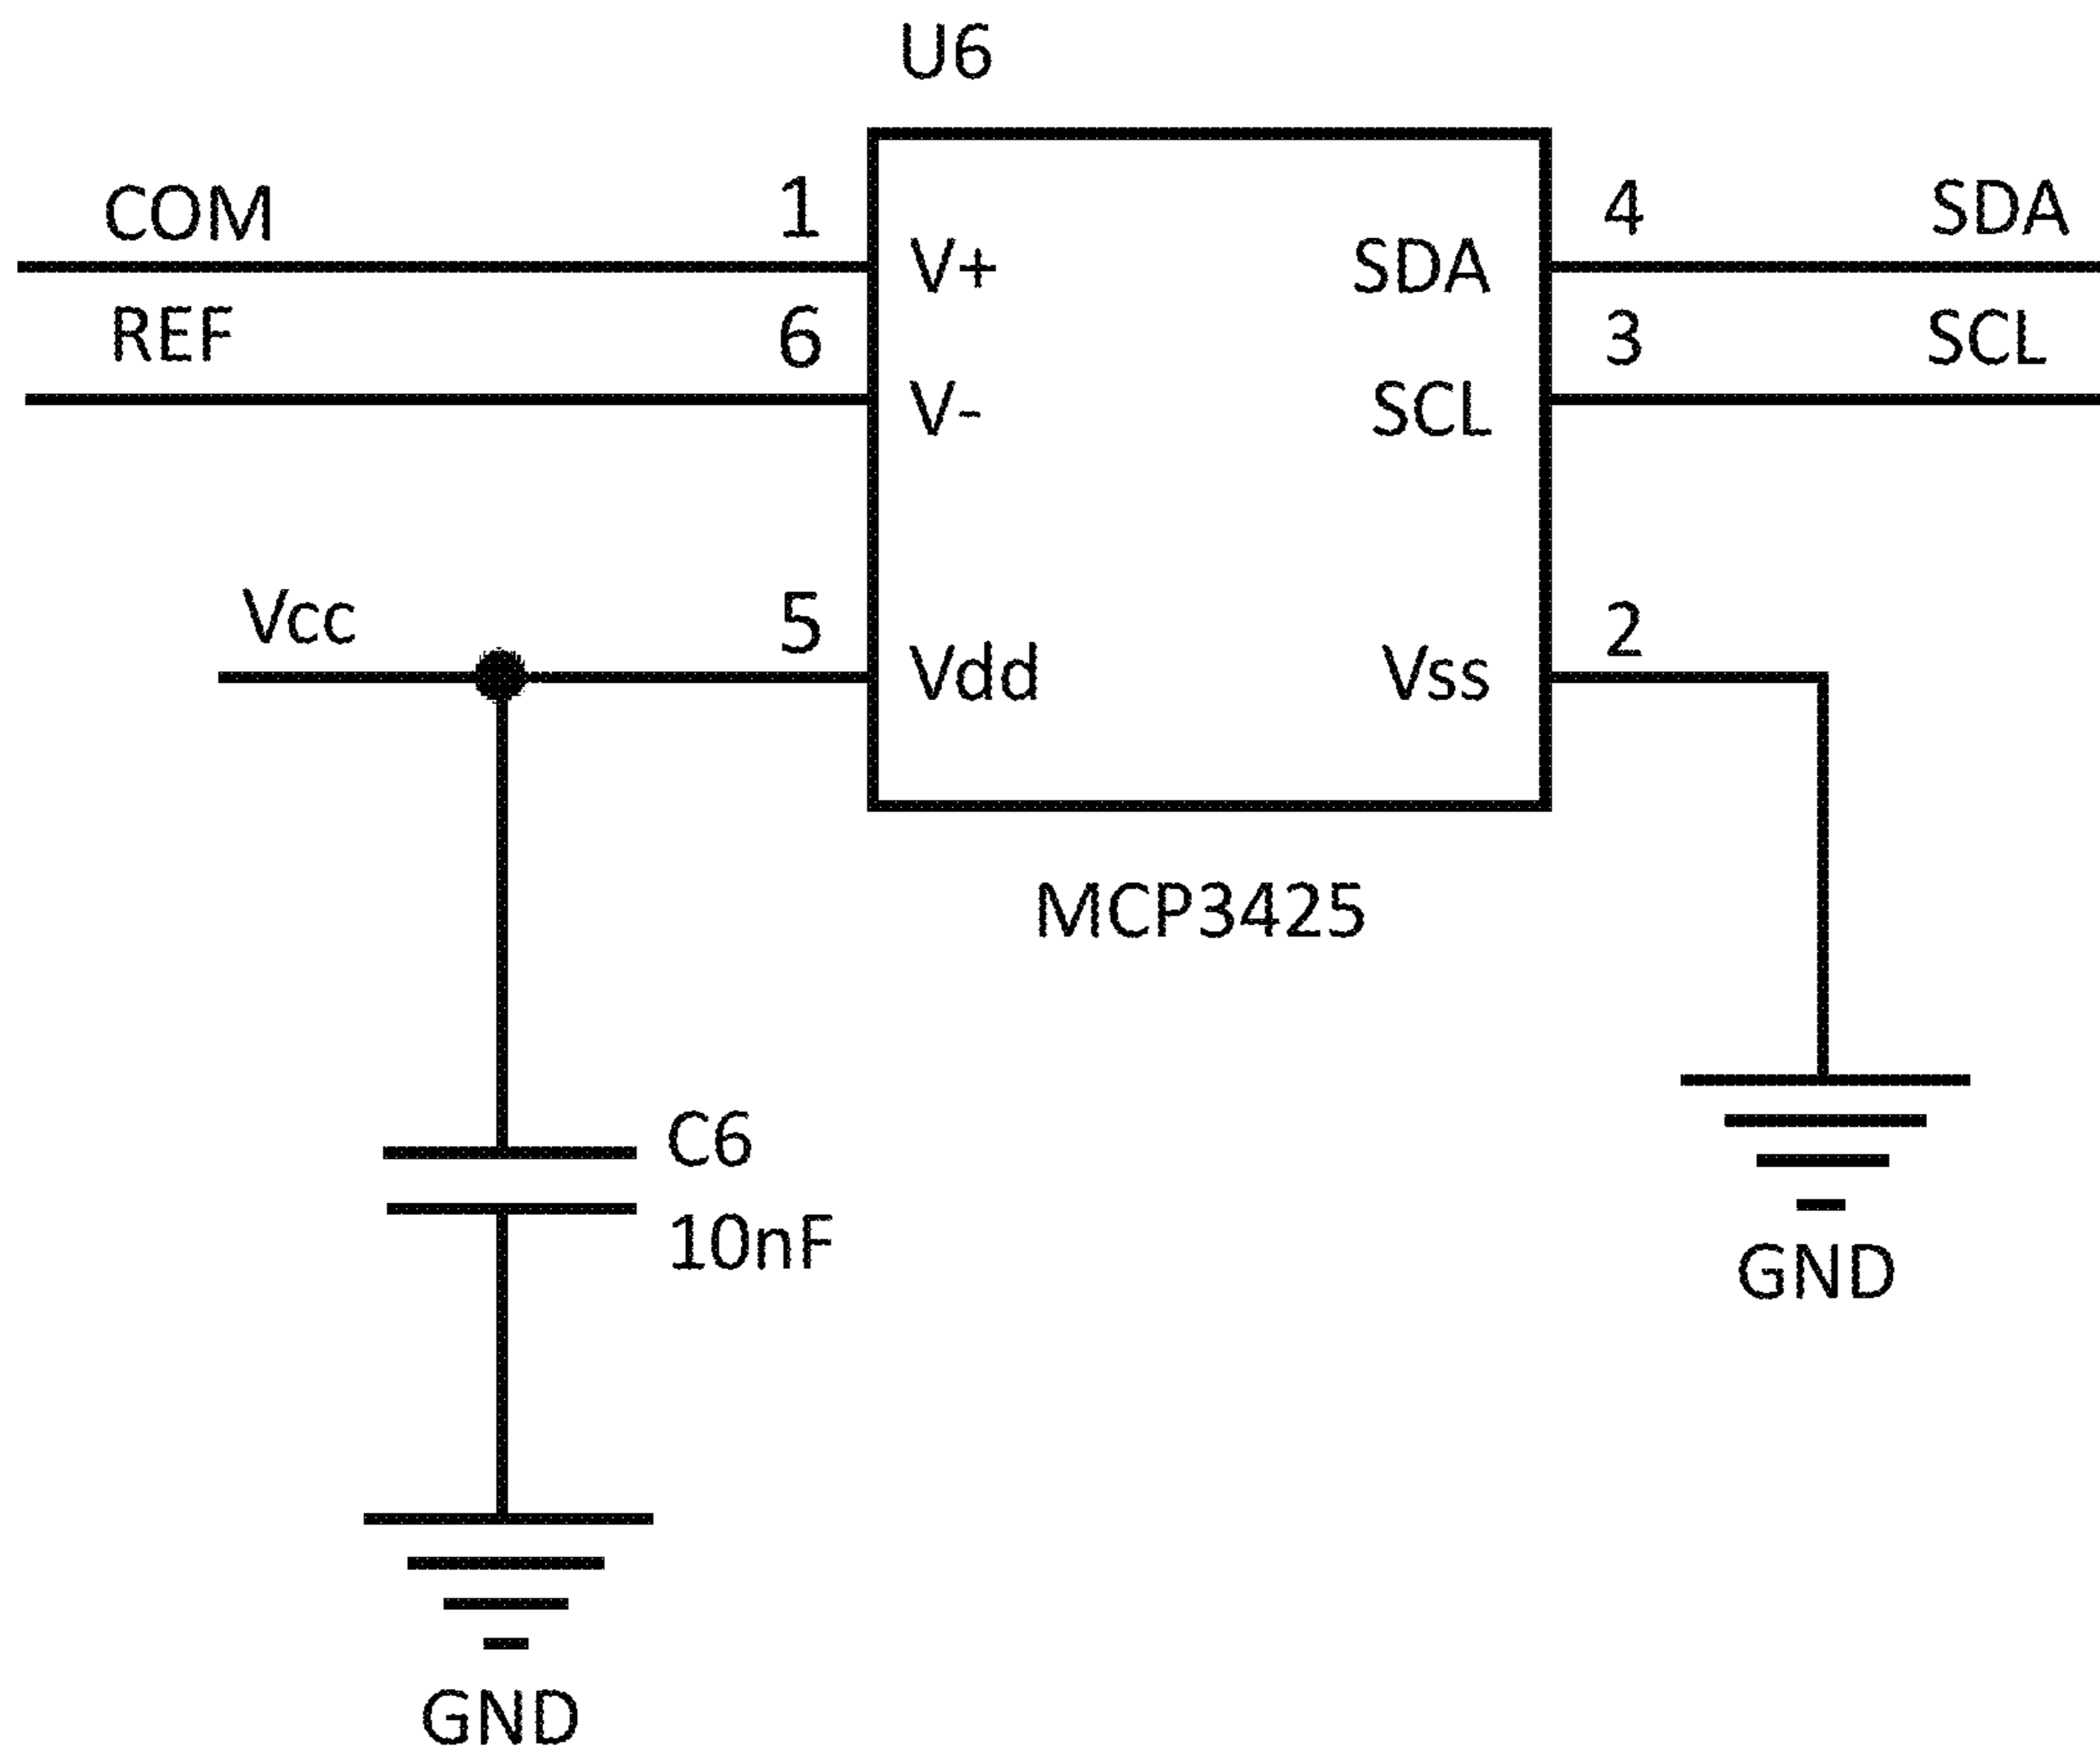 U6
COM 1 V+ SDA 4 SDA
REF 6 V- SCL 3 SCL
Vcc 5 Vdd Vss 2
MCP3425
C6
10nF
GND
GND